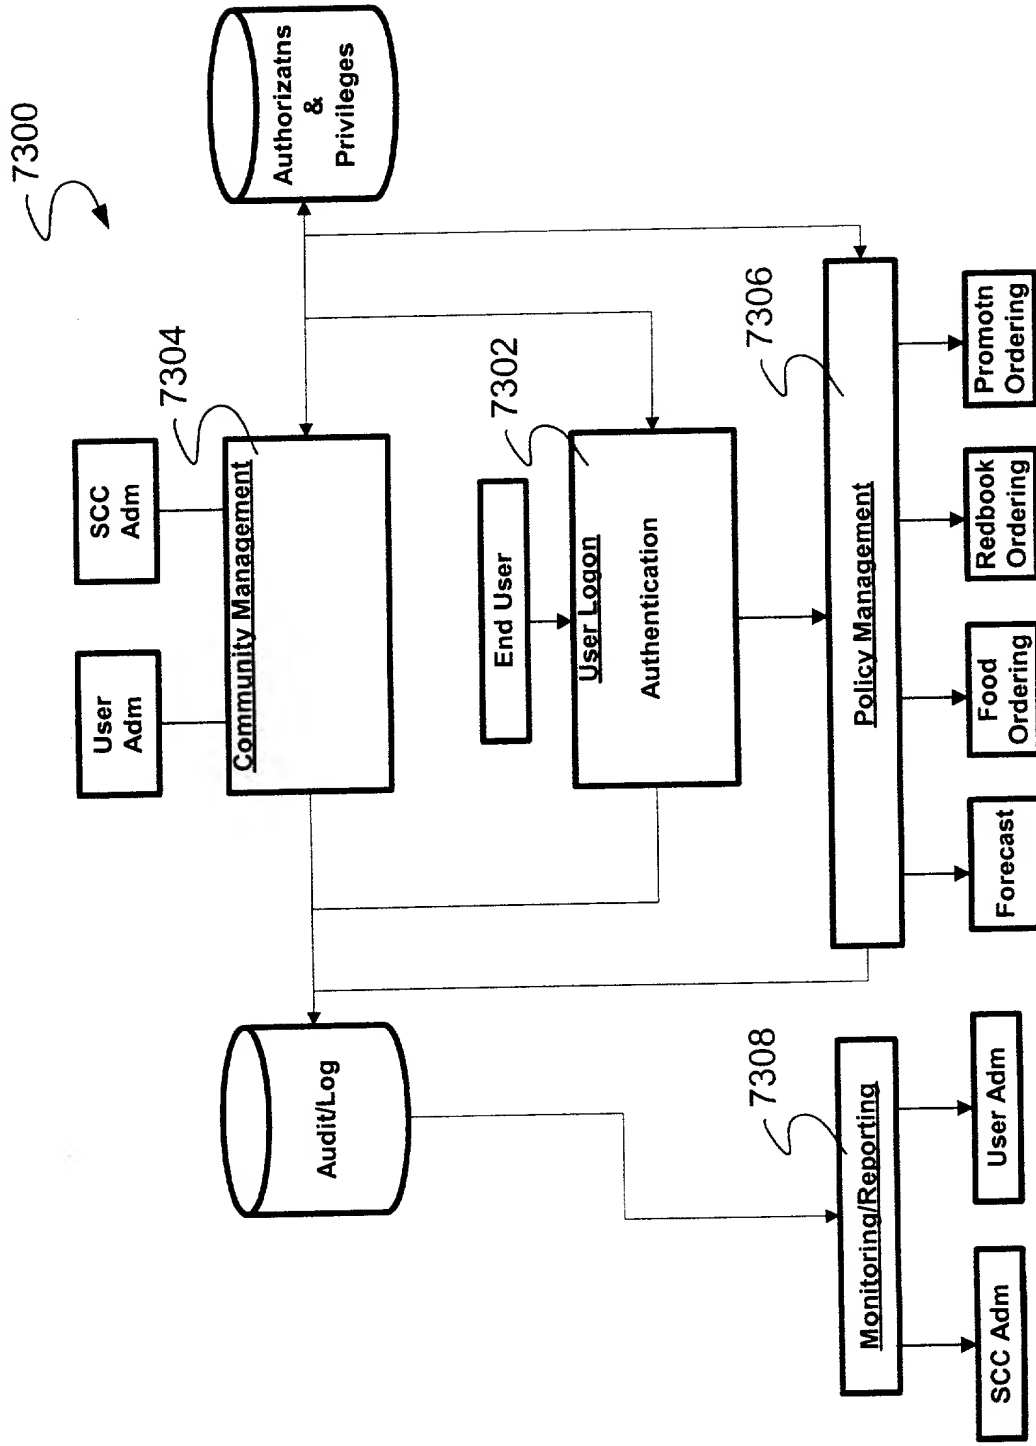 7300
User
Adm
SCC
Adm
7304
Community Management
Audit/Log
Authorizatns
&
Privileges
End User
7302
User Logon
Authentication
7308
Monitoring/Reporting
7306
Policy Management
SCC Adm
User Adm
Forecast
Food
Ordering
Redbook
Ordering
Promotn
Ordering